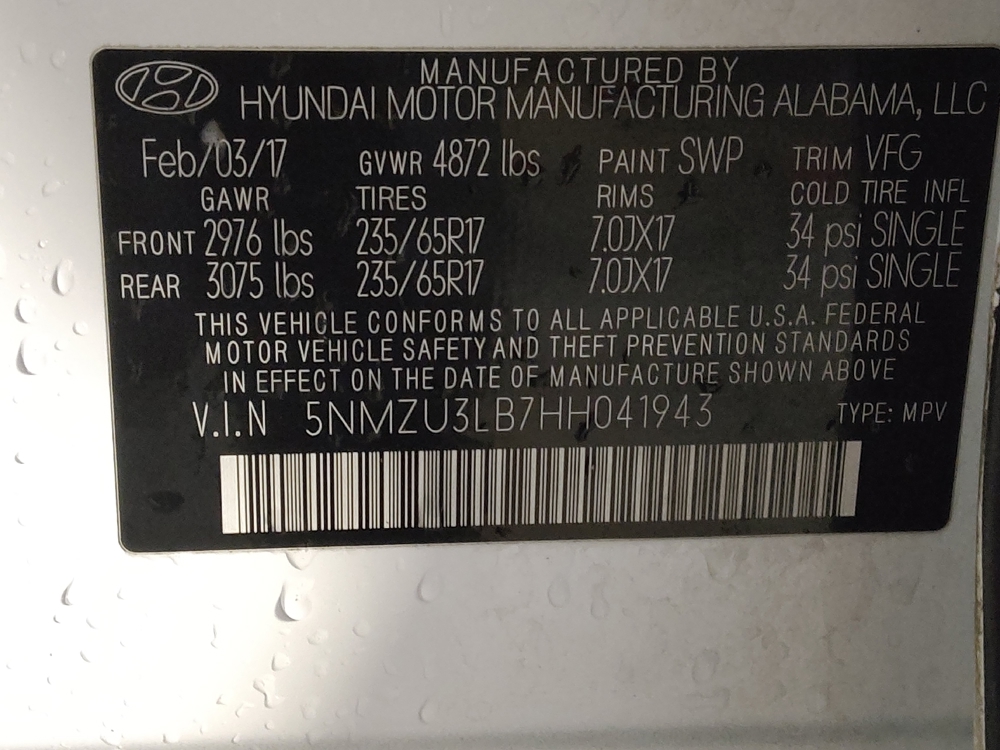 MANUFACTURED BY
HYUNDAI MOTOR MANUFACTURING ALABAMA, LLC
Feb/03/17 GVWR 4872 lbs PAINT SWP TRIM VFG
GAWR TIRES RIMS COLD TIRE INFL
FRONT 2976 lbs 235/65R17 7.0JX17 34 psi SINGLE
REAR 3075 lbs 235/65R17 7.0JX17 34 psi SINGLE
THIS VEHICLE CONFORMS TO ALL APPLICABLE U.S.A. FEDERAL
MOTOR VEHICLE SAFETY AND THEFT PREVENTION STANDARDS
IN EFFECT ON THE DATE OF MANUFACTURE SHOWN ABOVE
V.I.N 5NMZU3LB7HH041943 TYPE: MPV